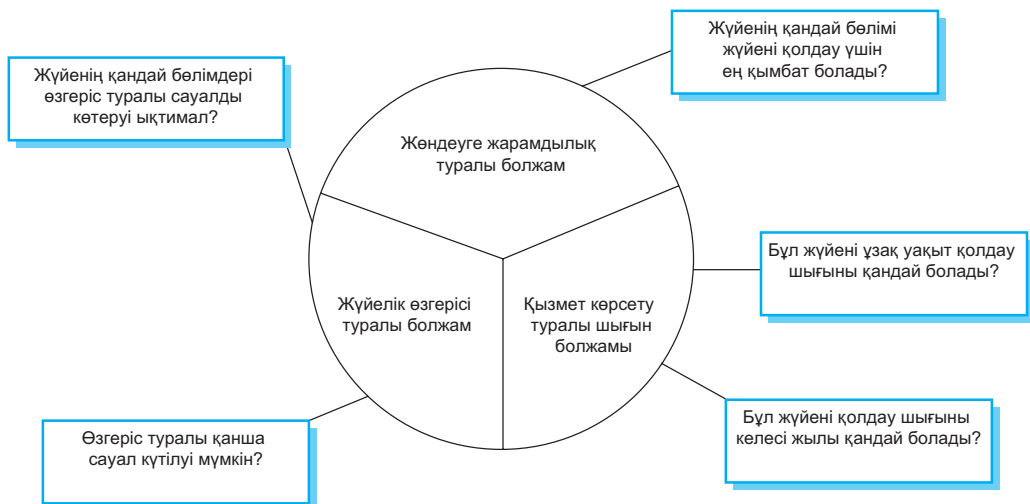 Жүйенің қандай бөлімі
жүйені қолдау үшін
ең қымбат болады?
Жүйенің қандай бөлімдері
өзгеріс туралы сауалды
көтеруі ықтимал?
Жөндеуге жарамдылық
туралы болжам
Бұл жүйені ұзақ уақыт қолдау
шығыны қандай болады?
Жүйелік өзгерісі
туралы болжам
Қызмет көрсету
туралы шығын
болжамы
Бұл жүйені қолдау шығыны
келесі жылы қандай болады?
Өзгеріс туралы қанша
сауал күтілуі мүмкін?